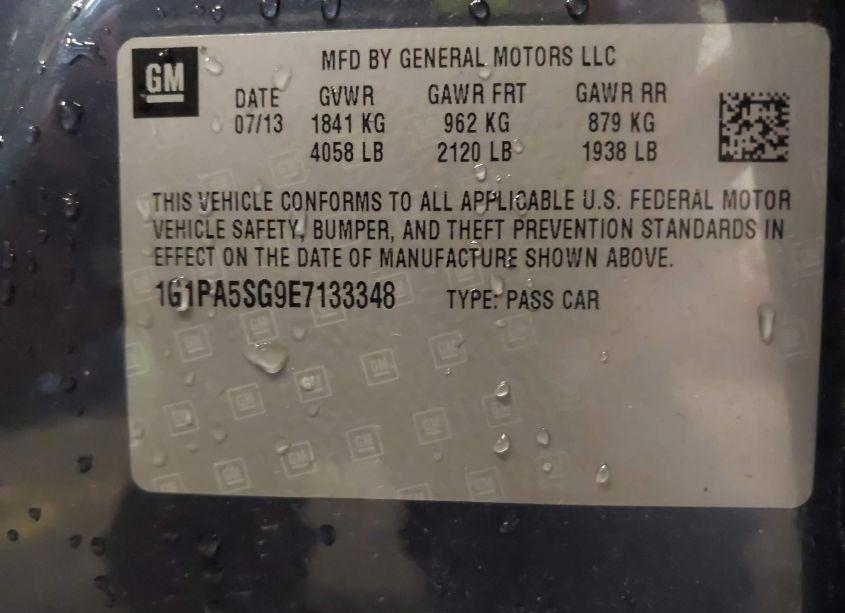 GM
MFD BY GENERAL MOTORS LLC
DATE GVWR GAWR FRT GAWR RR
07/13 1841 KG 962 KG 879 KG
4058 LB 2120 LB 1938 LB
THIS VEHICLE CONFORMS TO ALL APPLICABLE U.S. FEDERAL MOTOR
VEHICLE SAFETY, BUMPER, AND THEFT PREVENTION STANDARDS IN
EFFECT ON THE DATE OF MANUFACTURE SHOWN ABOVE.
1G1PA5SG9E7133348 TYPE: PASS CAR